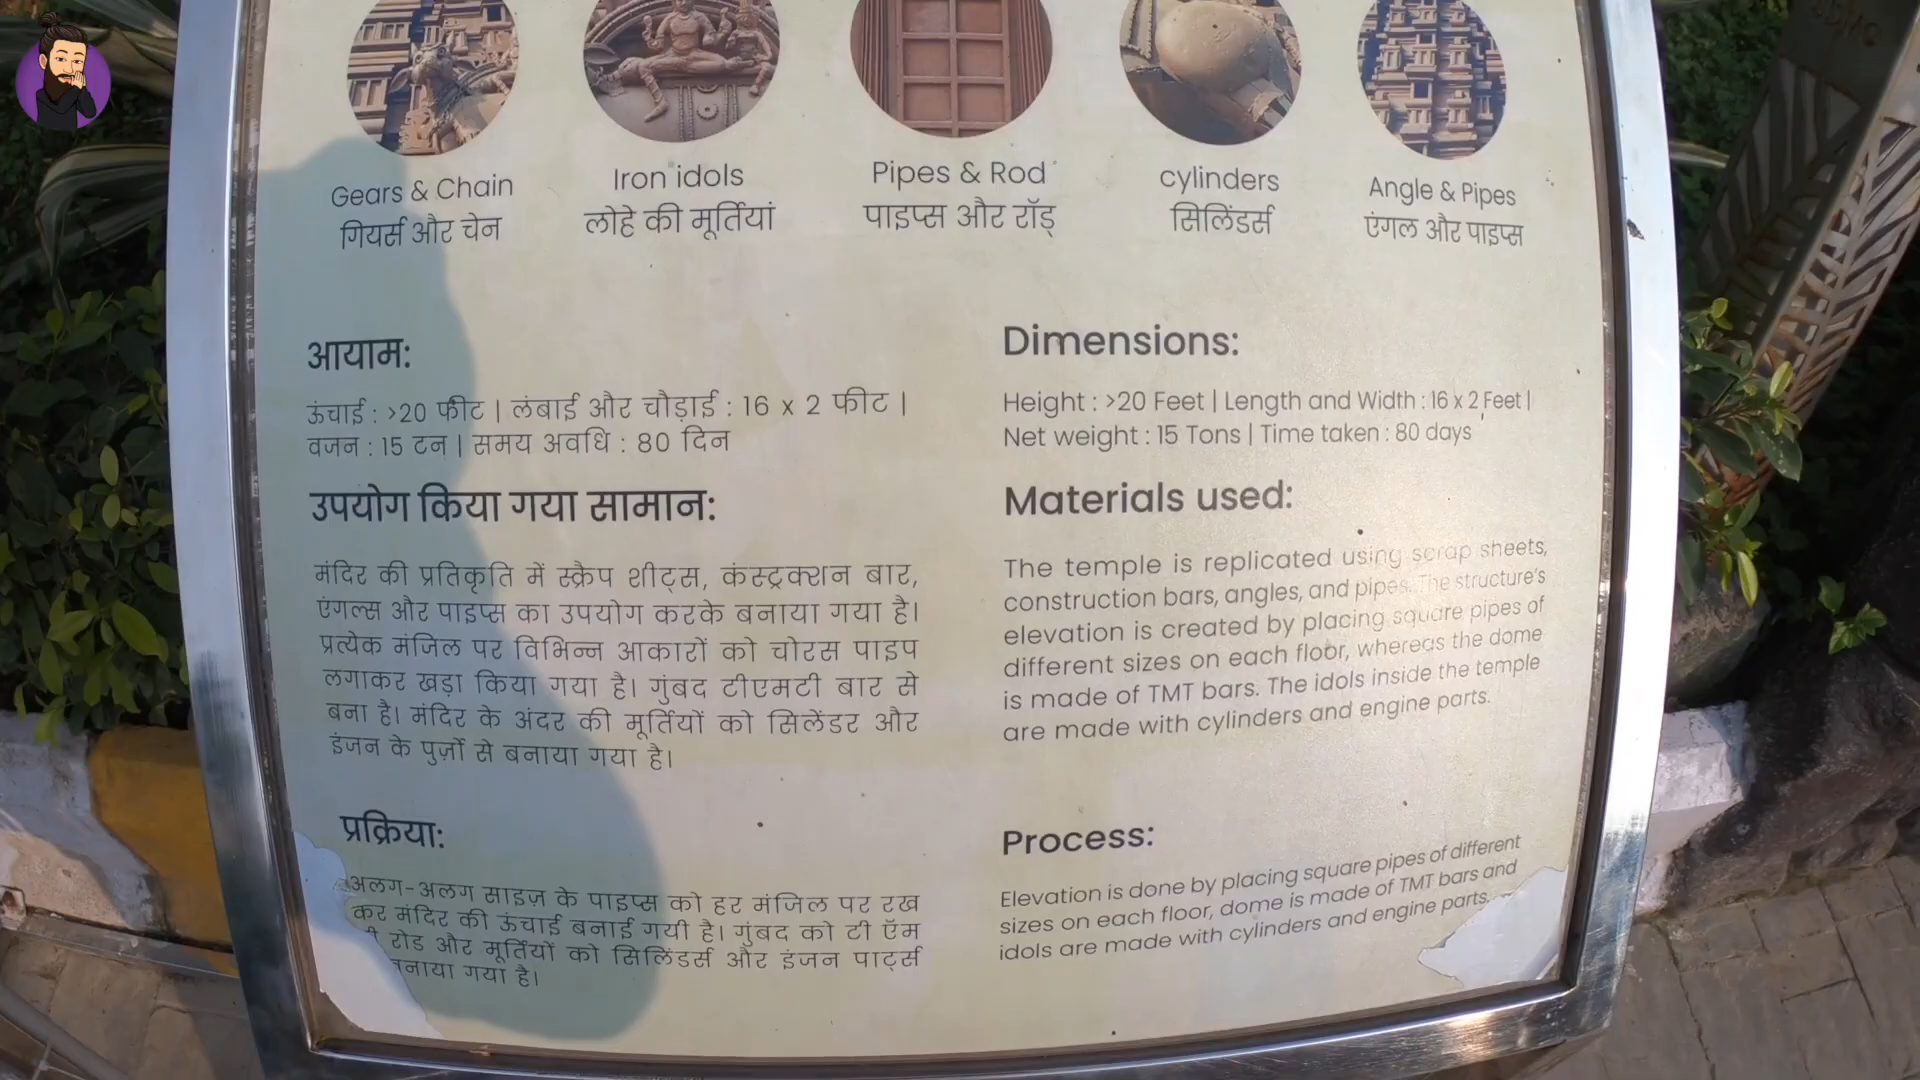 Gears & Chain
गियर्स और चेन
Iron idols
लोहे की मूर्तियां
Pipes & Rod
पाइप्स और रॉड्
cylinders
सिलिंडर्स
Angle & Pipes
एंगल और पाइप्स
आयाम:
ऊंचाई : >20 फीट | लंबाई और चौड़ाई : 16 x 2 फीट |
वजन : 15 टन | समय अवधि : 80 दिन
उपयोग किया गया सामान:
मंदिर की प्रतिकृति में स्क्रैप शीट्स, कंस्ट्रक्शन बार,
एंगल्स और पाइप्स का उपयोग करके बनाया गया है।
प्रत्येक मंजिल पर विभिन्न आकारों को चोरस पाइप
लगाकर खड़ा किया गया है। गुंबद टीएमटी बार से
बना है। मंदिर के अंदर की मूर्तियों को सिलेंडर और
इंजन के पुर्ज़ो से बनाया गया है।
प्रक्रिया:
अलग-अलग साइज़ के पाइप्स को हर मंजिल पर रख
कर मंदिर की ऊंचाई बनाई गयी है। गुंबद को टी ऍम
रोड और मूर्तियों को सिलिंडर्स और इंजन पार्ट्स
बनाया गया है।
Dimensions:
Height : >20 Feet | Length and Width : 16 x 2 Feet |
Net weight : 15 Tons | Time taken : 80 days
Materials used:
The temple is replicated using scrap sheets,
construction bars, angles, and pipes. The structure's
elevation is created by placing square pipes of
different sizes on each floor, whereas the dome
is made of TMT bars. The idols inside the temple
are made with cylinders and engine parts.
Process:
Elevation is done by placing square pipes of different
sizes on each floor, dome is made of TMT bars and
idols are made with cylinders and engine parts.